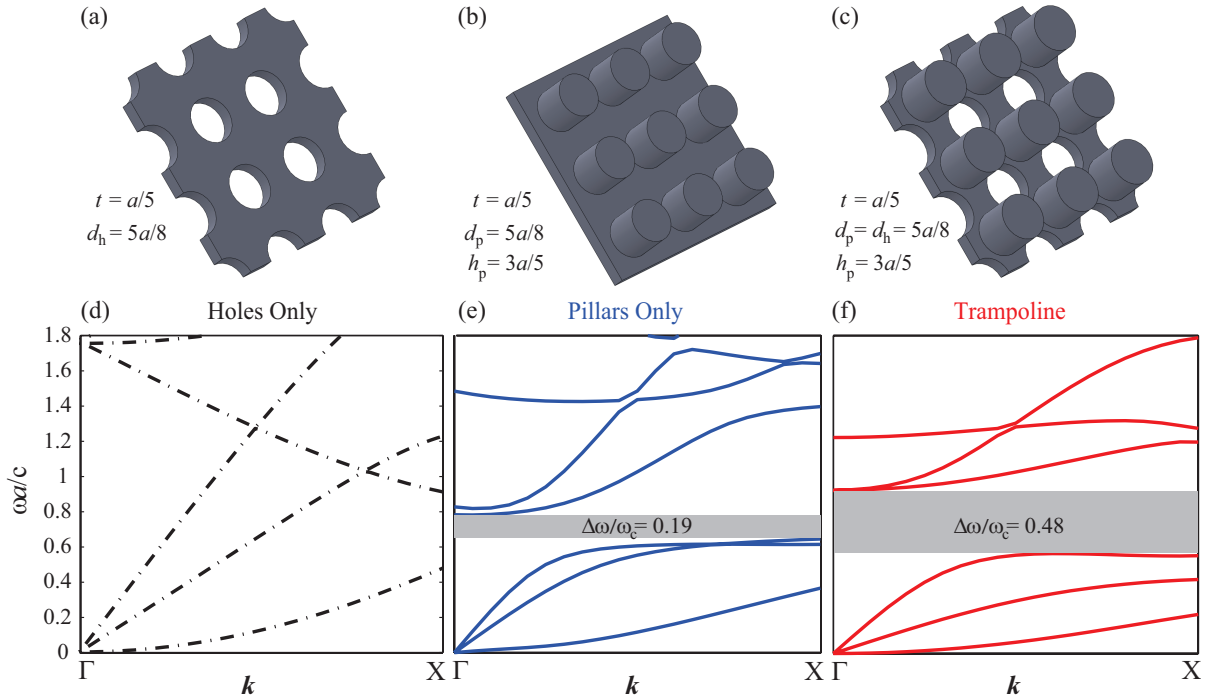 (a)
t = a/5
d_h = 5a/8
(b)
t = a/5
d_p = 5a/8
h_p = 3a/5
(c)
t = a/5
d_p = d_h = 5a/8
h_p = 3a/5
(d) Holes Only
ωa/c
1.8
1.6
1.4
1.2
1
0.8
0.6
0.4
0.2
0
Γ k X
(e) Pillars Only
Δω/ω_c = 0.19
Γ k X
(f) Trampoline
Δω/ω_c = 0.48
Γ k X